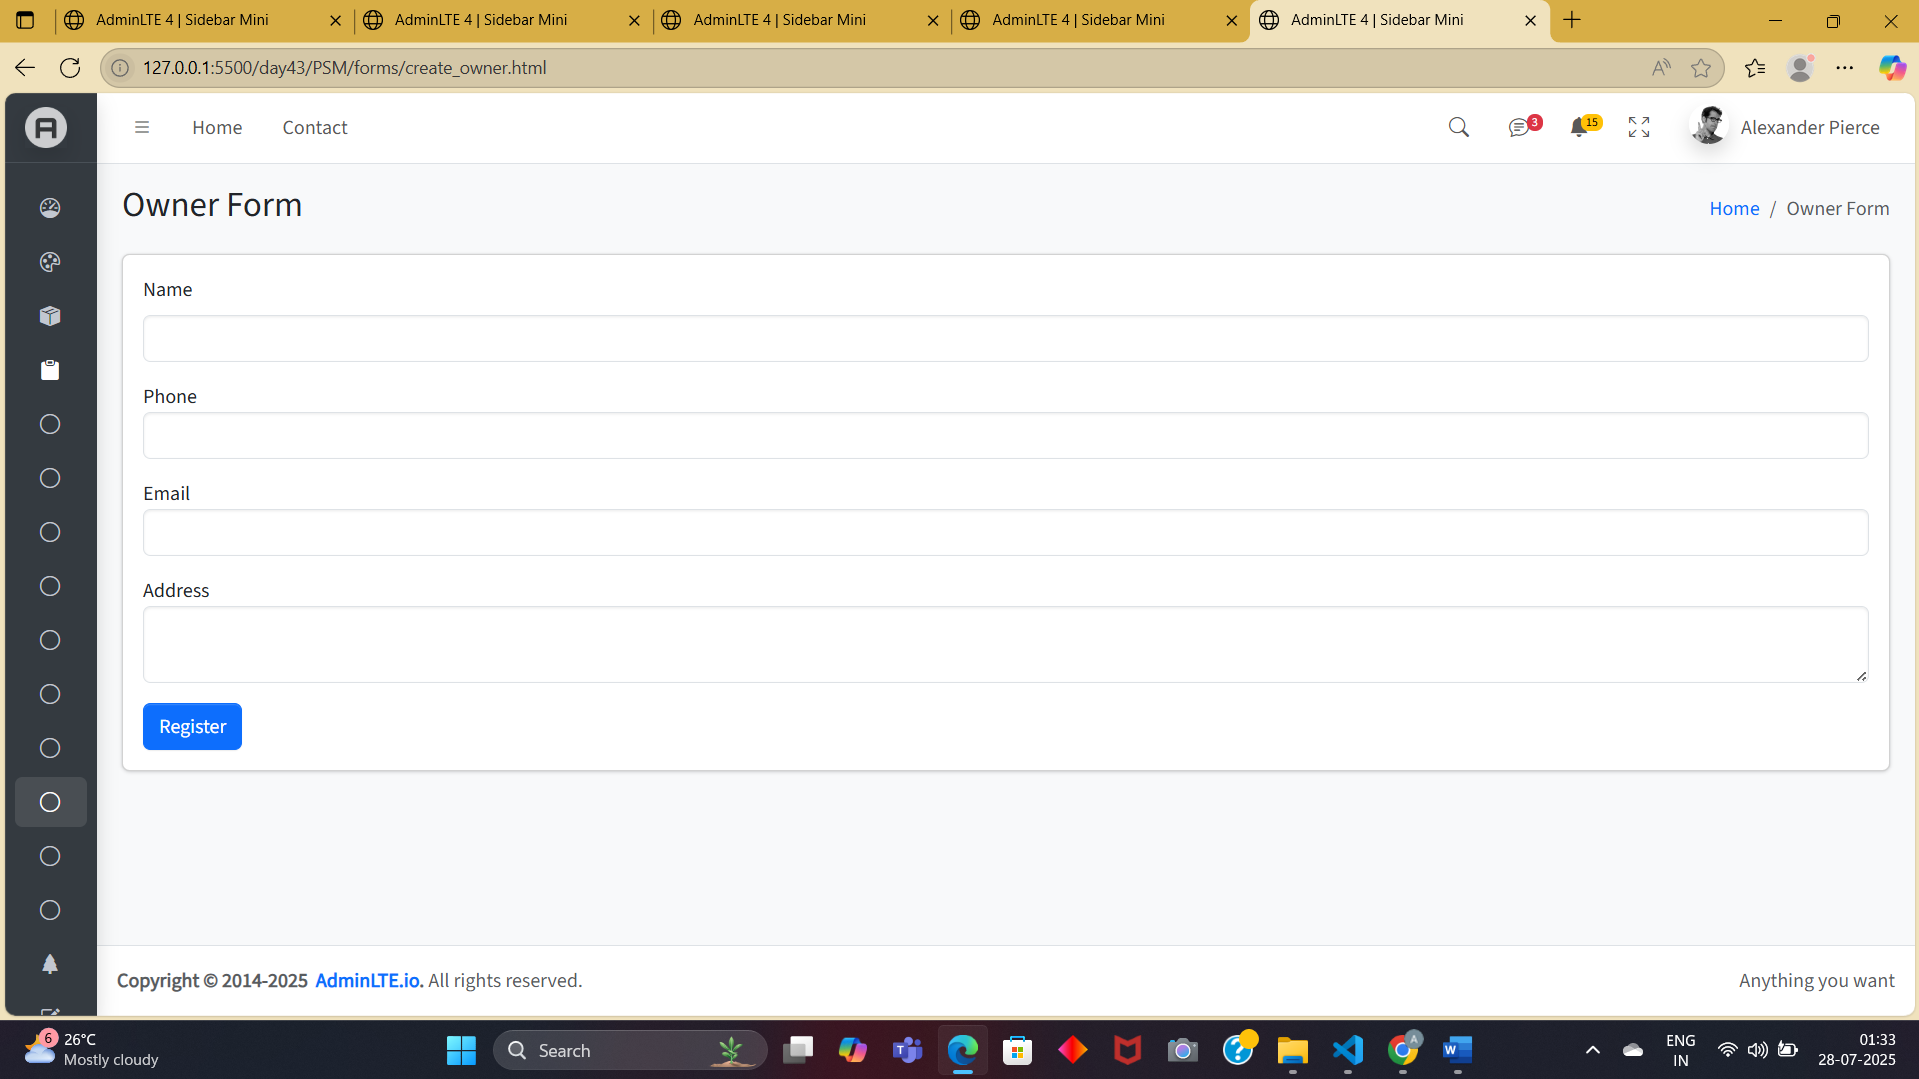 AdminLTE 4 | Sidebar Mini
AdminLTE 4 | Sidebar Mini
AdminLTE 4 | Sidebar Mini
AdminLTE 4 | Sidebar Mini
AdminLTE 4 | Sidebar Mini
127.0.0.1:5500/day43/PSM/forms/create_owner.html
Home
Contact
3
15
Alexander Pierce
Owner Form
Home / Owner Form
Name
Phone
Email
Address
Register
Copyright © 2014-2025 AdminLTE.io. All rights reserved.
Anything you want
6
26°C
Mostly cloudy
Search
A
ENG
IN
01:33
28-07-2025